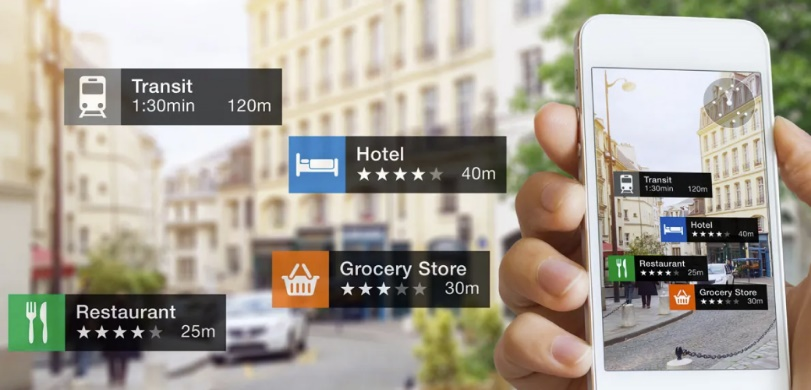 Transit
1:30min 120m
Hotel
40m
Grocery Store
30m
Restaurant
25m
Transit
1:30min 120m
Hotel
40m
Restaurant
25m
Grocery Store
30m